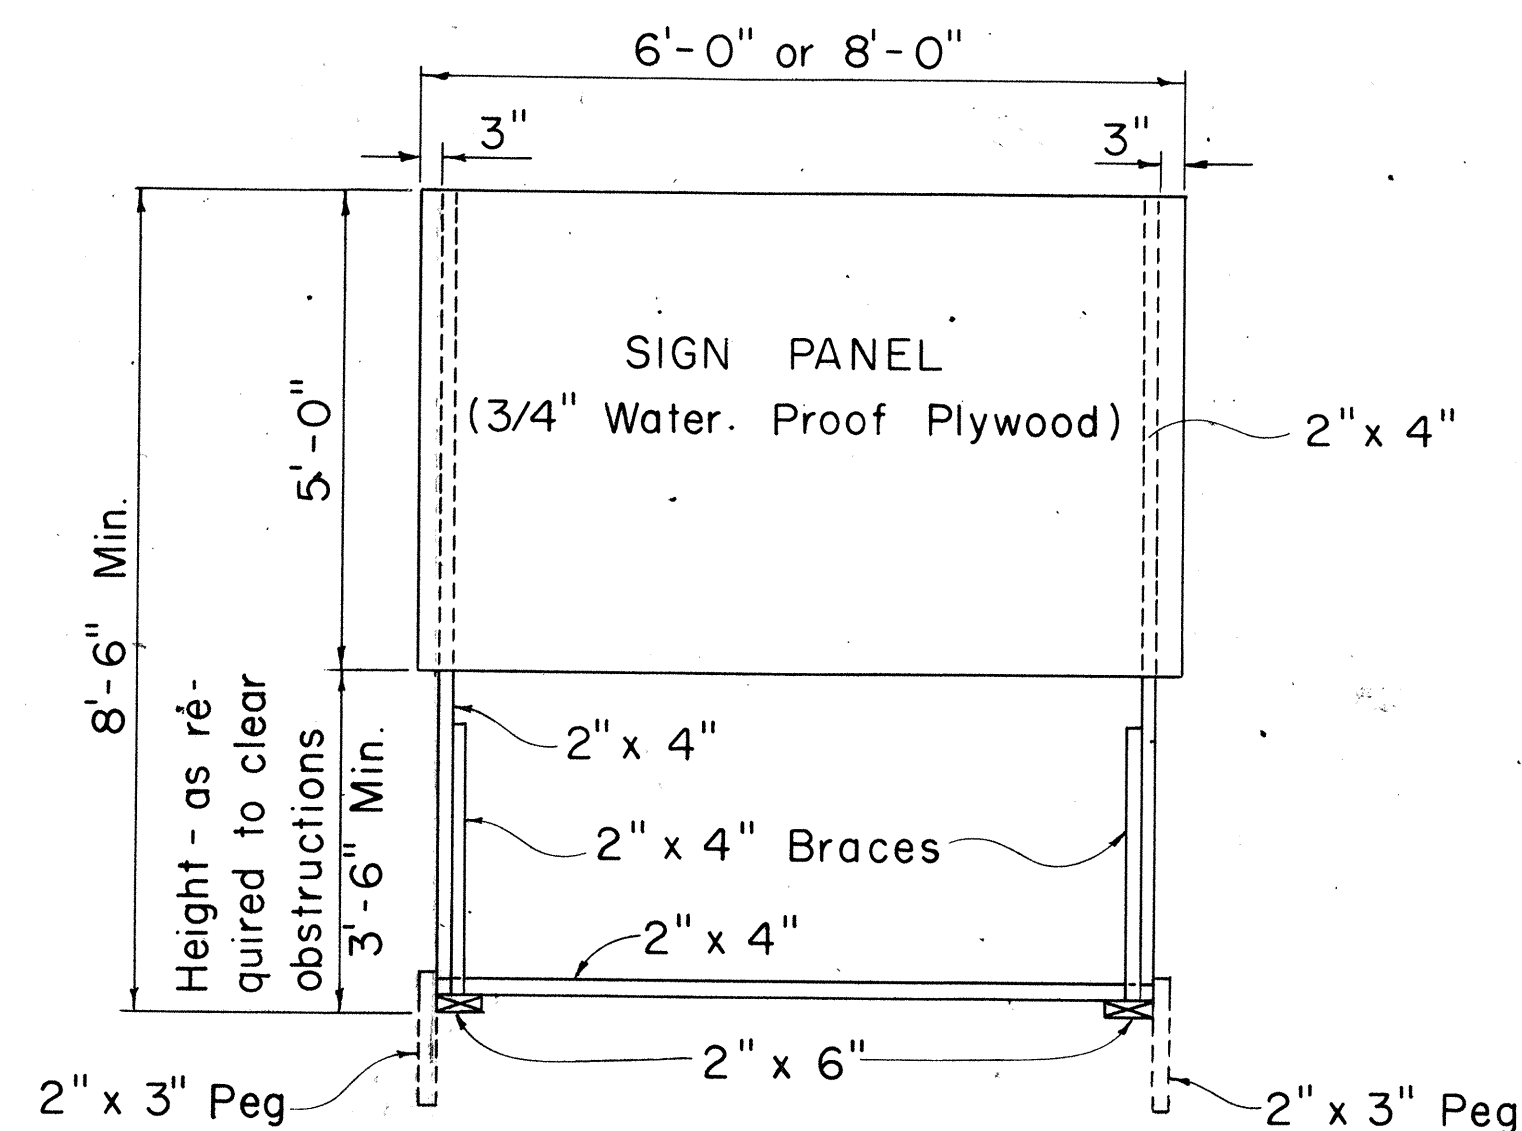 6'-0" or 8'-0"
3"
3"
SIGN PANEL
(3/4" Water. Proof Plywood)
2" x 4"
5'-0"
8'-6" Min.
Height - as re-
quired to clear
obstructions
3'-6" Min.
2" x 4"
2" x 4" Braces
2" x 4"
2" x 6"
2" x 3" Peg
2" x 3" Peg